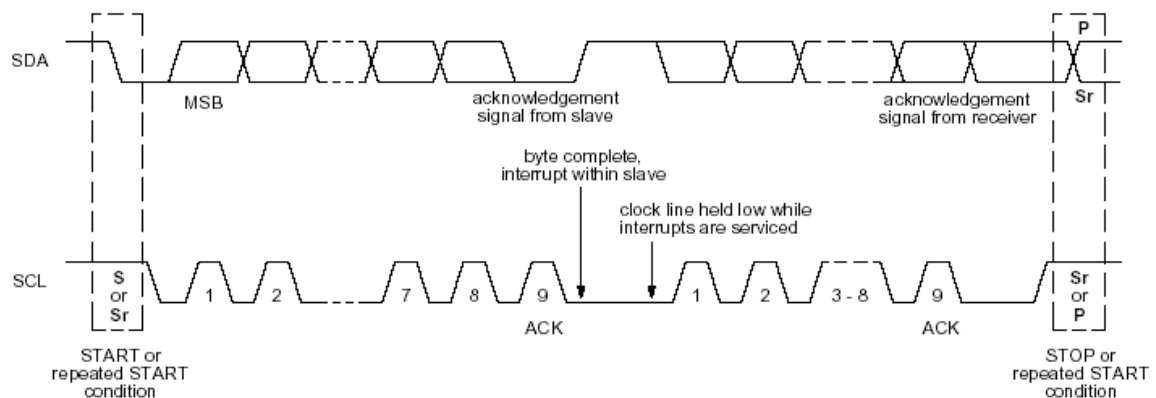 P
SDA
MSB
acknowledgement
signal from slave
acknowledgement
signal from receiver
Sr
byte complete,
interrupt within slave
clock line held low while
interrupts are serviced
SCL
S
or
Sr
1
2
7
8
9
1
2
3 - 8
9
Sr
or
P
ACK
ACK
START or
repeated START
condition
STOP or
repeated START
condition